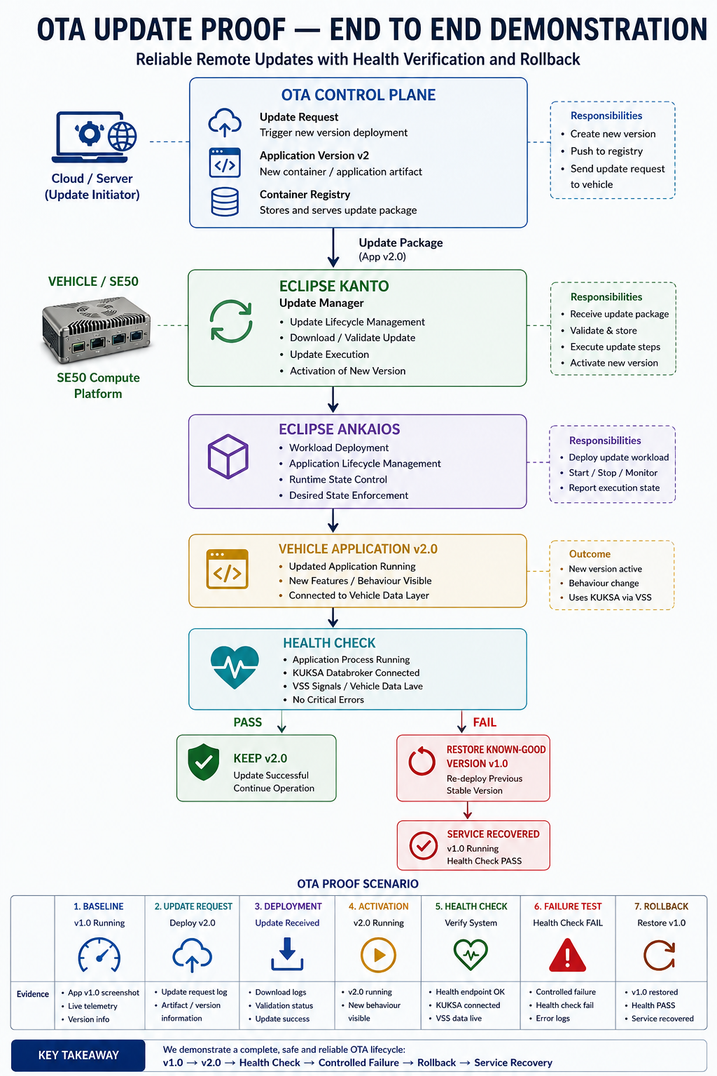 OTA UPDATE PROOF — END TO END DEMONSTRATION
Reliable Remote Updates with Health Verification and Rollback
Cloud / Server
(Update Initiator)
OTA CONTROL PLANE
Update Request
Trigger new version deployment
Application Version v2
New container / application artifact
Container Registry
Stores and serves update package
Responsibilities
• Create new version
• Push to registry
• Send update request
to vehicle
Update Package
(App v2.0)
VEHICLE / SE50
SE50 Compute
Platform
ECLIPSE KANTO
Update Manager
• Update Lifecycle Management
• Download / Validate Update
• Update Execution
• Activation of New Version
Responsibilities
• Receive update package
• Validate & store
• Execute update steps
• Activate new version
ECLIPSE ANKAIOS
• Workload Deployment
• Application Lifecycle Management
• Runtime State Control
• Desired State Enforcement
Responsibilities
• Deploy update workload
• Start / Stop / Monitor
• Report execution state
VEHICLE APPLICATION v2.0
• Updated Application Running
• New Features / Behaviour Visible
• Connected to Vehicle Data Layer
Outcome
• New version active
• Behaviour change
• Uses KUKSA via VSS
HEALTH CHECK
• Application Process Running
• KUKSA Databroker Connected
• VSS Signals / Vehicle Data Lave
• No Critical Errors
PASS
FAIL
KEEP v2.0
Update Successful
Continue Operation
RESTORE KNOWN-GOOD
VERSION v1.0
Re-deploy Previous
Stable Version
SERVICE RECOVERED
v1.0 Running
Health Check PASS
OTA PROOF SCENARIO
1. BASELINE
v1.0 Running
2. UPDATE REQUEST
Deploy v2.0
3. DEPLOYMENT
Update Received
4. ACTIVATION
v2.0 Running
5. HEALTH CHECK
Verify System
6. FAILURE TEST
Health Check FAIL
7. ROLLBACK
Restore v1.0
Evidence
• App v1.0 screenshot
• Live telemetry
• Version info
• Update request log
• Artifact / version
information
• Download logs
• Validation status
• Update success
• v2.0 running
• New behaviour
visible
• Health endpoint OK
• KUKSA connected
• VSS data live
• Controlled failure
• Health check fail
• Error logs
• v1.0 restored
• Health PASS
• Service recovered
KEY TAKEAWAY
We demonstrate a complete, safe and reliable OTA lifecycle:
v1.0 → v2.0 → Health Check → Controlled Failure → Rollback → Service Recovery